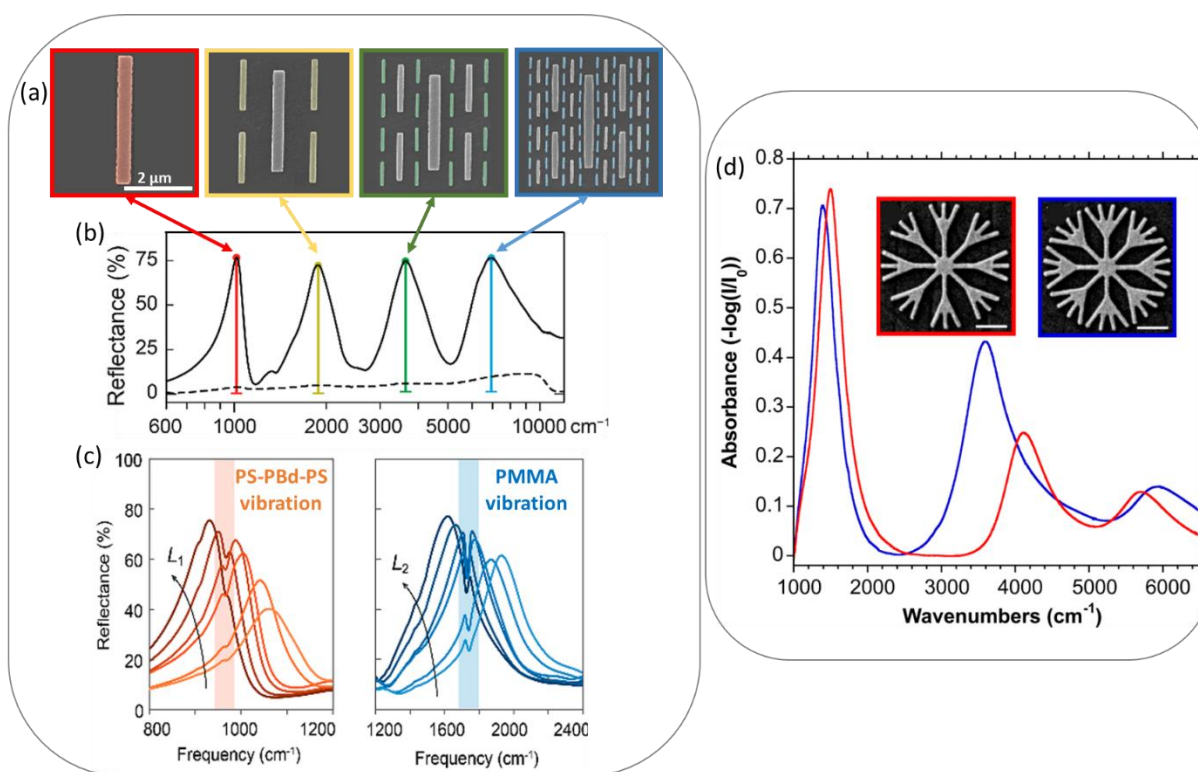 (a)
2 μm
(b)
Reflectance (%)
75
50
25
0
600
1000
2000
3000
5000
10000 cm⁻¹
(c)
100
80
60
40
20
0
Reflectance (%)
PS-PBd-PS
vibration
L₁
800
1000
1200
Frequency (cm⁻¹)
PMMA
vibration
L₂
1200
1600
2000
2400
Frequency (cm⁻¹)
(d)
Absorbance (-log(I/I₀))
0.8
0.7
0.6
0.5
0.4
0.3
0.2
0.1
0
1000
2000
3000
4000
5000
6000
Wavenumbers (cm⁻¹)